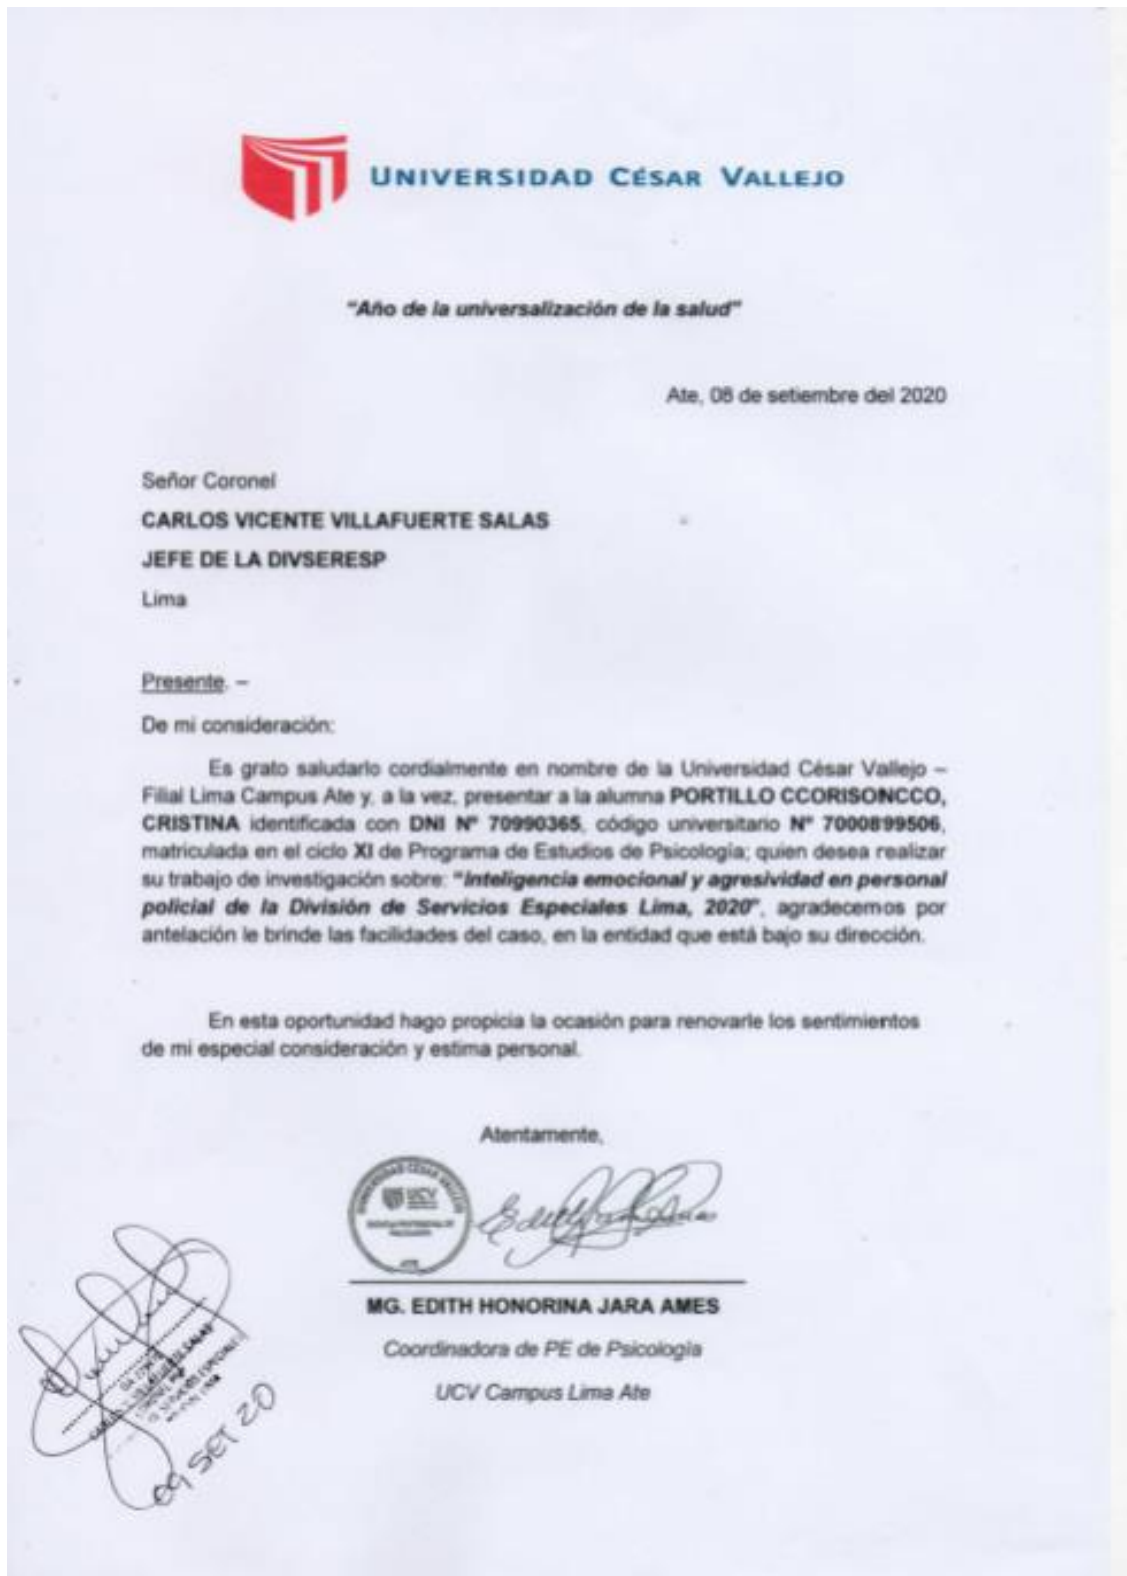 UNIVERSIDAD CÉSAR VALLEJO
“Año de la universalización de la salud”
Ate, 08 de setiembre del 2020
Señor Coronel
CARLOS VICENTE VILLAFUERTE SALAS
JEFE DE LA DIVSERESP
Lima
Presente. –
De mi consideración:
Es grato saludarlo cordialmente en nombre de la Universidad César Vallejo –
Filial Lima Campus Ate y, a la vez, presentar a la alumna PORTILLO CCORISONCCO,
CRISTINA identificada con DNI Nº 70990365, código universitario Nº 7000899506,
matriculada en el ciclo XI de Programa de Estudios de Psicología; quien desea realizar
su trabajo de investigación sobre: “Inteligencia emocional y agresividad en personal
policial de la División de Servicios Especiales Lima, 2020”, agradecemos por
antelación le brinde las facilidades del caso, en la entidad que está bajo su dirección.
En esta oportunidad hago propicia la ocasión para renovarle los sentimientos
de mi especial consideración y estima personal.
Atentamente,
UNIVERSIDAD CÉSAR VALLEJO
UCV
MG. EDITH HONORINA JARA AMES
Coordinadora de PE de Psicología
UCV Campus Lima Ate
09 SET 20